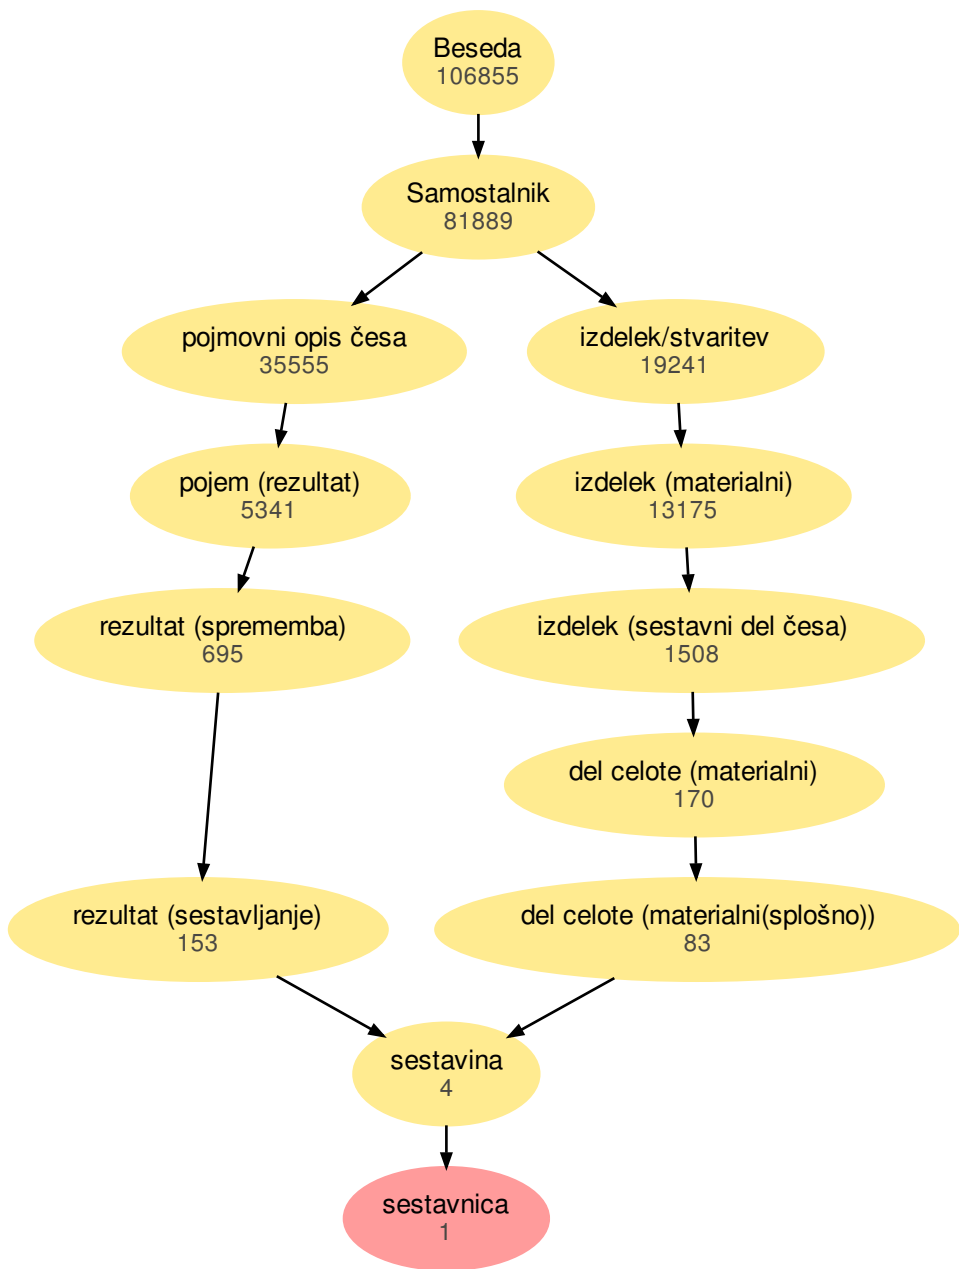 Beseda
106855
Samostalnik
81889
pojmovni opis česa
35555
izdelek/stvaritev
19241
pojem (rezultat)
5341
izdelek (materialni)
13175
rezultat (sprememba)
695
izdelek (sestavni del česa)
1508
del celote (materialni)
170
rezultat (sestavljanje)
153
del celote (materialni(splošno))
83
sestavina
4
sestavnica
1